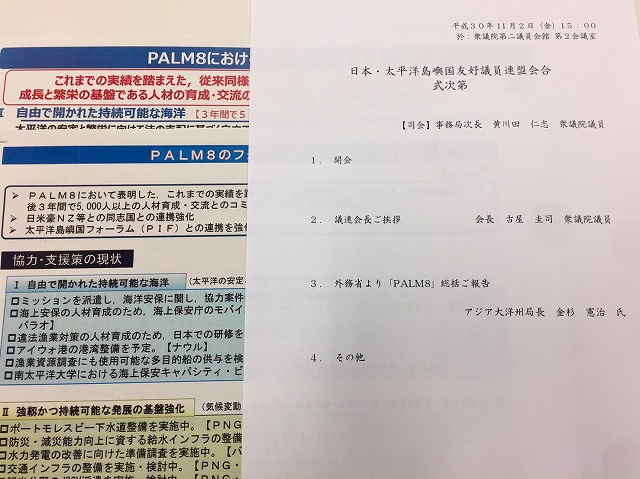 PALM8におけ
これまでの実績を踏まえた，従来同様
成長と繁栄の基盤である人材の育成・交流の
Ⅰ 自由で開かれた持続可能な海洋 【３年間で５
ＰＡＬＭ８のフ
➢ ＰＡＬＭ８において表明した，これまでの実績を踏
後３年間で5,000人以上の人材育成・交流とのコミ
➢ 日米豪ＮＺ等との同志国との連携強化
➢ 太平洋島嶼国フォーラム（ＰＩＦ）との連携を強
協力・支援策の現状
Ⅰ 自由で開かれた持続可能な海洋 （太平洋の安定
□ミッションを派遣し，海洋安保に関し，協力案件
□海上安保の人材育成のため，海上保安庁のモバイ
パラオ】
□違法漁業対策の人材育成のため，日本での研修を
□アイウォ港の港湾整備を予定。【ナウル】
□漁業資源調査にも使用可能な多目的船の供与を検
□南太平洋大学における海上保安キャパシティ・ビ
Ⅱ 強靱かつ持続可能な発展の基盤強化 （気候変動
□ポートモレスビー下水道整備を実施中。【ＰＮＧ
□防災・減災能力向上に資する給水インフラの整備
□水力発電の改善に向けた準備調査を実施中。【バ
□交通インフラの整備を実施・検討中。【ＰＮＧ・
平成３０年１１月２日（金）１５：００
於：衆議院第二議員会館 第２会議室
日本・太平洋島嶼国友好議員連盟会合
式次第
【司会】事務局次長 黄川田 仁志 衆議院議員
１． 開会
２． 議連会長ご挨拶 会長 古屋 圭司 衆議院議員
３． 外務省より「PALM8」総括ご報告
アジア大洋州局長 金杉 憲治 氏
４． その他